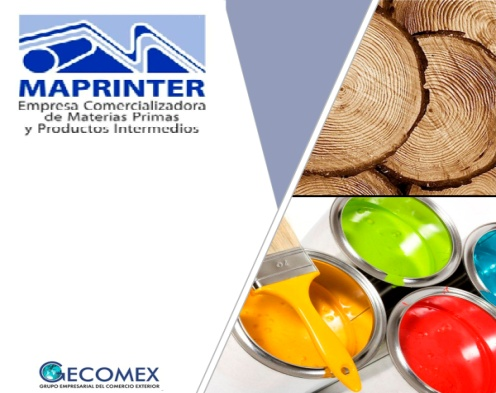 MAPRINTER
Empresa Comercializadora
de Materias Primas
y Productos Intermedios
GECOMEX
GRUPO EMPRESARIAL DEL COMERCIO EXTERIOR